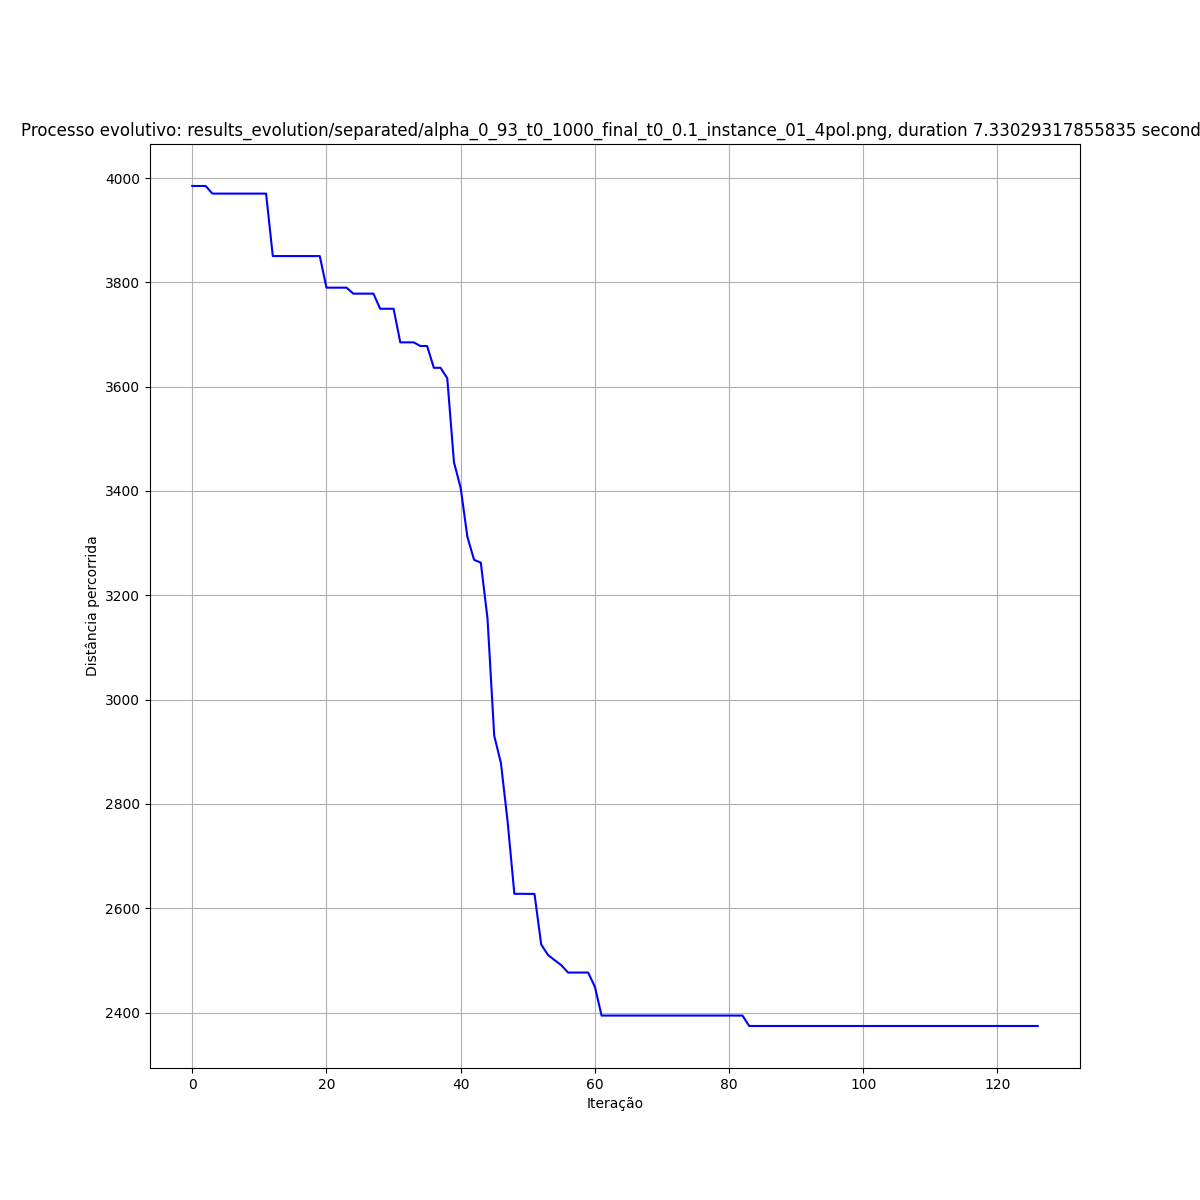 Processo evolutivo: results_evolution/separated/alpha_0_93_t0_1000_final_t0_0.1_instance_01_4pol.png, duration 7.33029317855835 second
4000
3800
3600
3400
3200
3000
2800
2600
2400
Distância percorrida
0 20 40 60 80 100 120
Iteração